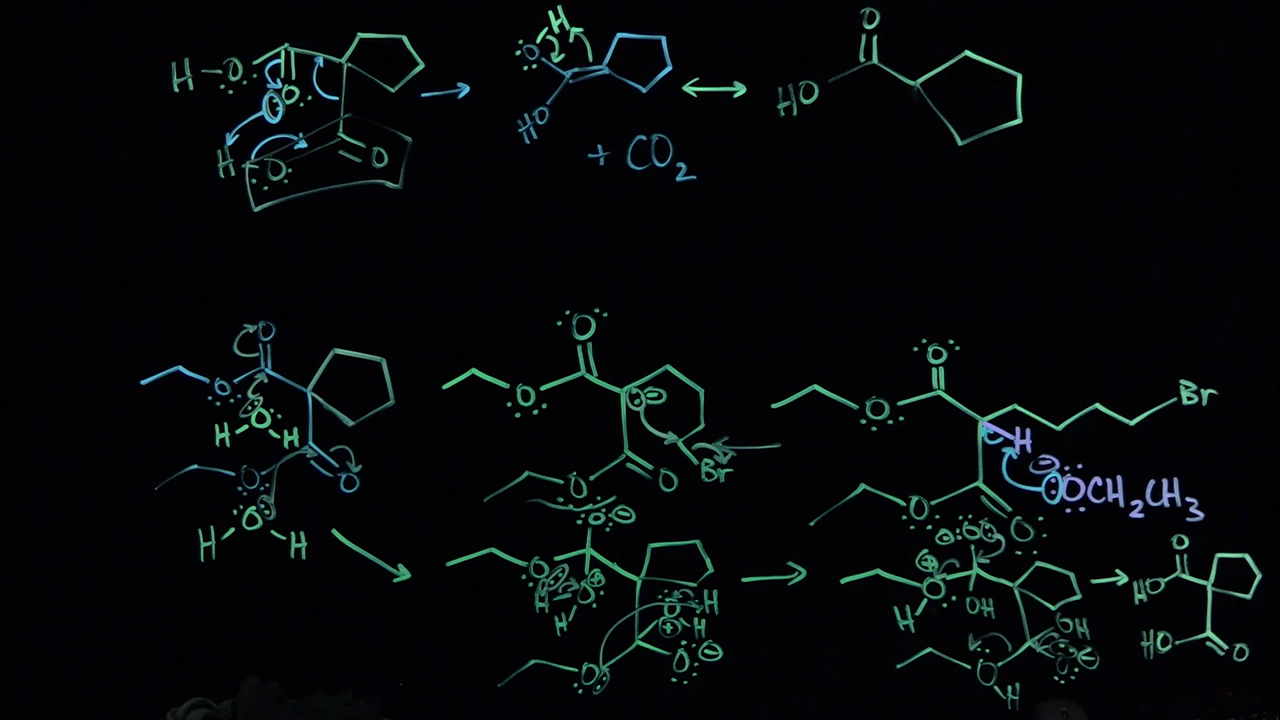 H O O H O O
O H HO + CO2
O HO
O O H O H O O H O H
O O O O Br
O O Br H OCH2CH3 O O
O O H O H O H O H O
O O OH OH O H O
O HO HO O